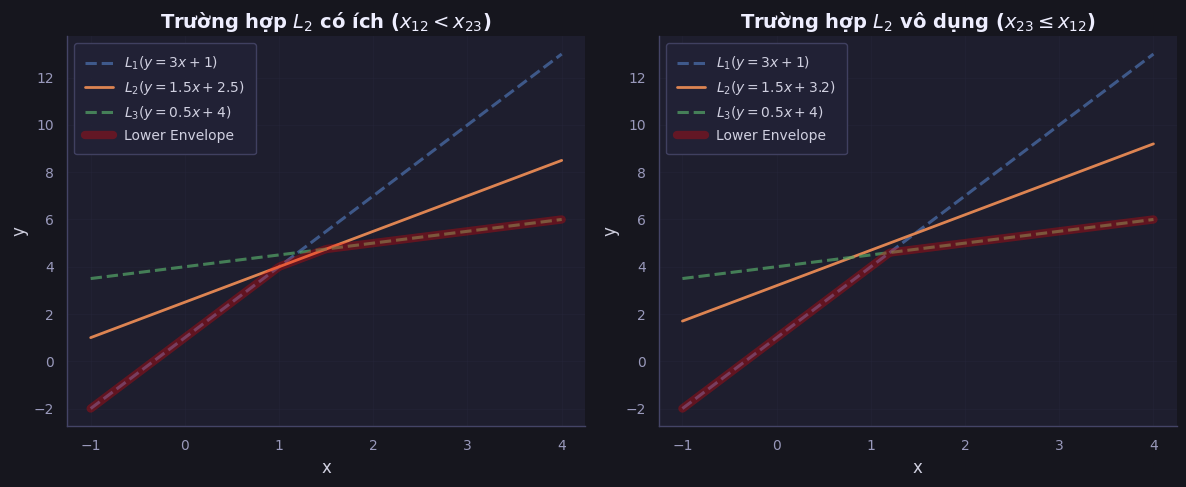 Trường hợp L₂ có ích (x₁₂ < x₂₃)
L₁(y = 3x + 1)
L₂(y = 1.5x + 2.5)
L₃(y = 0.5x + 4)
Lower Envelope
12
10
8
6
4
2
0
−2
y
−1 0 1 2 3 4
x
Trường hợp L₂ vô dụng (x₂₃ ≤ x₁₂)
L₁(y = 3x + 1)
L₂(y = 1.5x + 3.2)
L₃(y = 0.5x + 4)
Lower Envelope
12
10
8
6
4
2
0
−2
y
−1 0 1 2 3 4
x